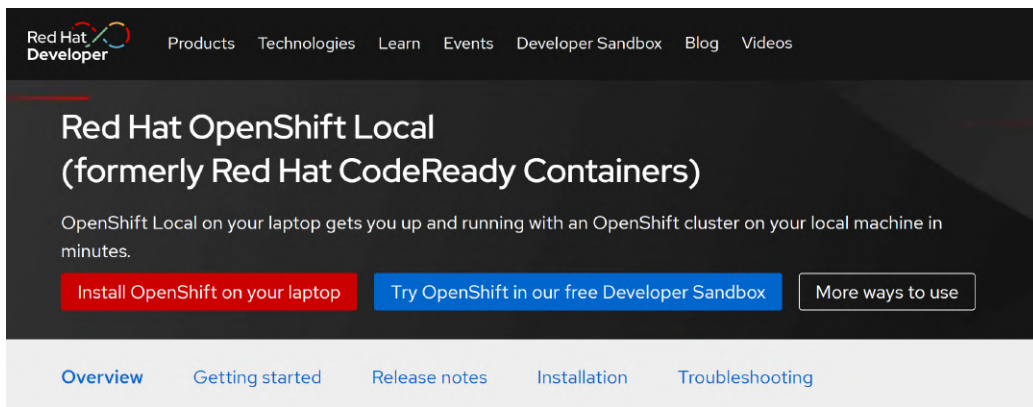 Red Hat
Developer
Products Technologies Learn Events Developer Sandbox Blog Videos
Red Hat OpenShift Local
(formerly Red Hat CodeReady Containers)
OpenShift Local on your laptop gets you up and running with an OpenShift cluster on your local machine in
minutes.
Install OpenShift on your laptop Try OpenShift in our free Developer Sandbox More ways to use
Overview Getting started Release notes Installation Troubleshooting